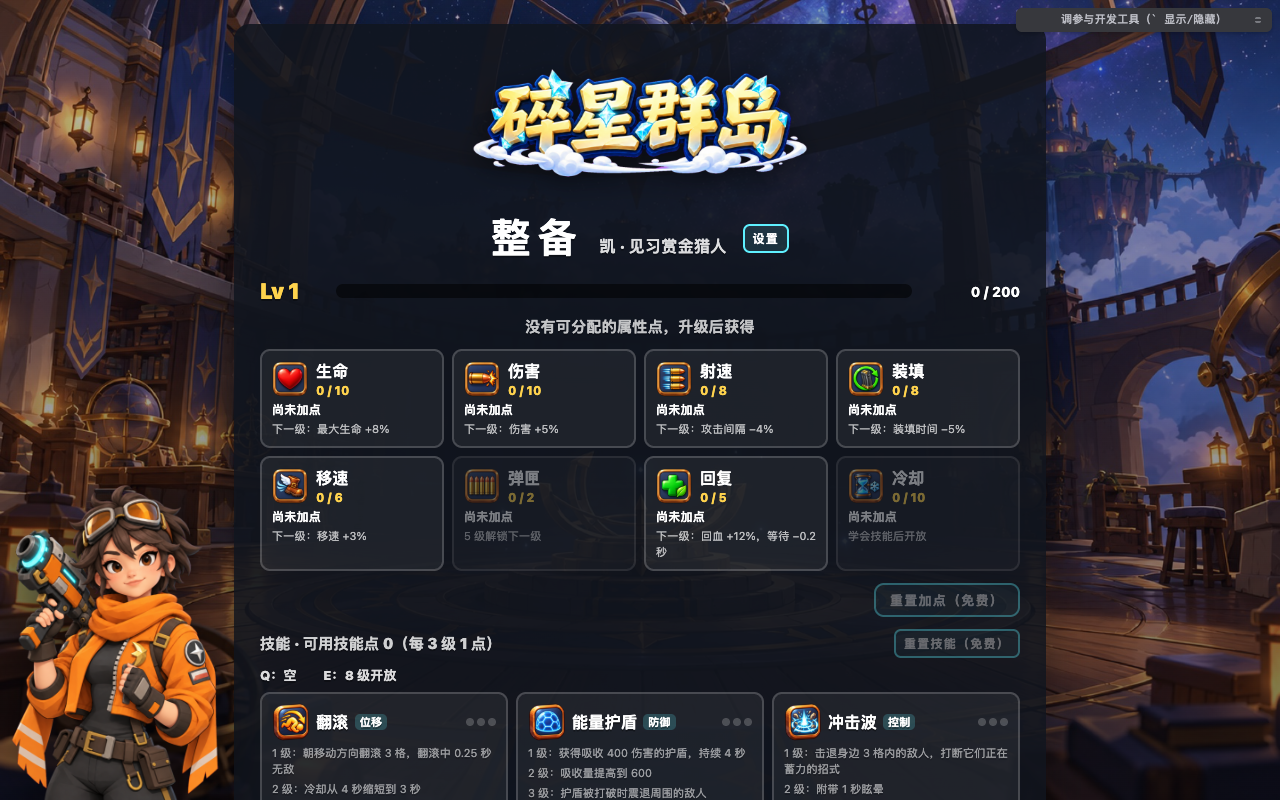 调参与开发工具（` 显示/隐藏）
碎星群岛
整备 凯 · 见习赏金猎人 设置
Lv 1 0 / 200
没有可分配的属性点，升级后获得
生命 伤害 射速 装填
0 / 10 0 / 10 0 / 8 0 / 8
尚未加点 尚未加点 尚未加点 尚未加点
下一级：最大生命 +8% 下一级：伤害 +5% 下一级：攻击间隔 −4% 下一级：装填时间 −5%
移速 弹匣 回复 冷却
0 / 6 0 / 2 0 / 5 0 / 10
尚未加点 尚未加点 尚未加点 尚未加点
下一级：移速 +3% 5 级解锁下一级 下一级：回血 +12%，等待 −0.2 学会技能后开放
秒
重置加点（免费）
技能 · 可用技能点 0（每 3 级 1 点） 重置技能（免费）
Q：空 E：8 级开放
翻滚 位移 能量护盾 防御 冲击波 控制
1 级：朝移动方向翻滚 3 格，翻滚中 0.25 秒 1 级：获得吸收 400 伤害的护盾，持续 4 秒 1 级：击退身边 3 格内的敌人，打断它们正在
无敌 2 级：吸收量提高到 600 蓄力的招式
2 级：冷却从 4 秒缩短到 3 秒 3 级：护盾被打破时震退周围的敌人 2 级：附带 1 秒眩晕